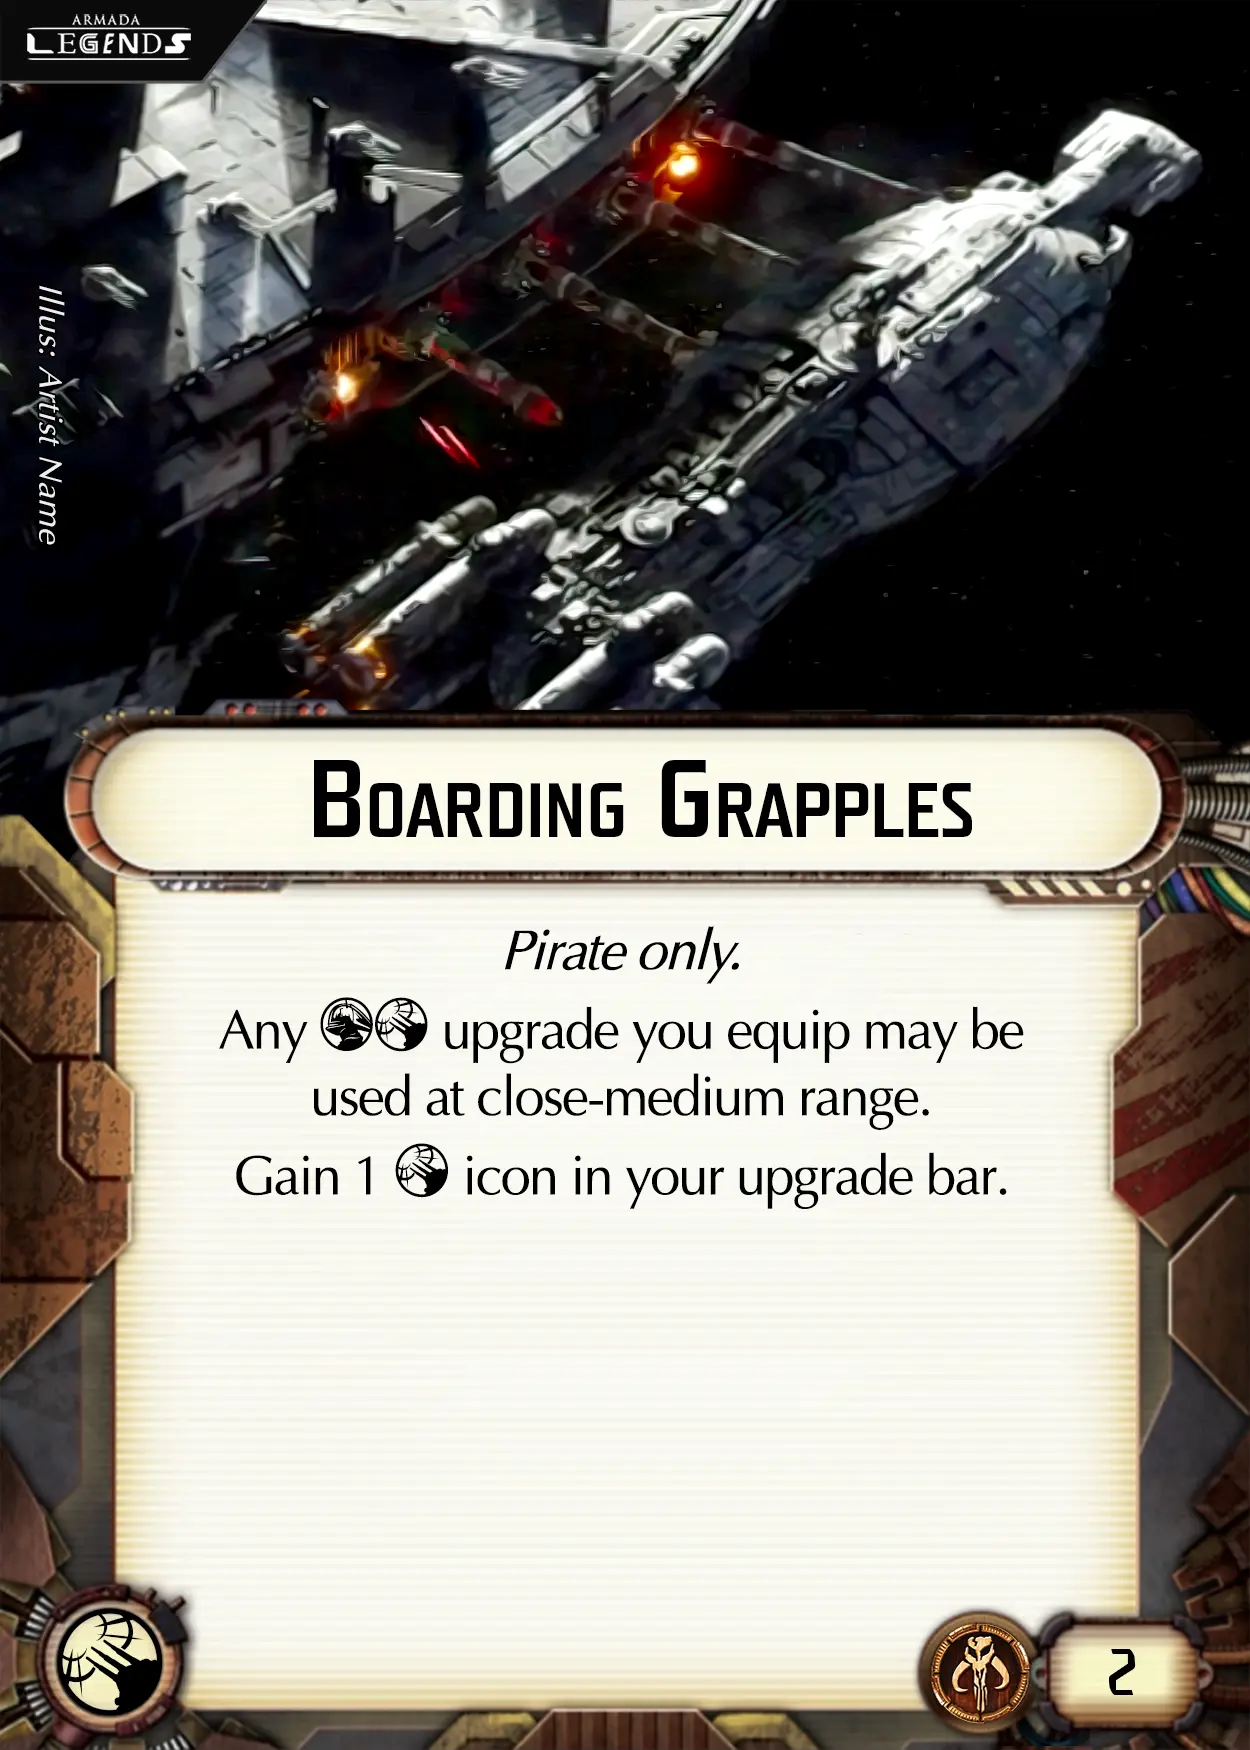 ARMADA
LEGENDS
Illus: Artist Name
BOARDING GRAPPLES
Pirate only.
Any upgrade you equip may be
used at close-medium range.
Gain 1 icon in your upgrade bar.
2